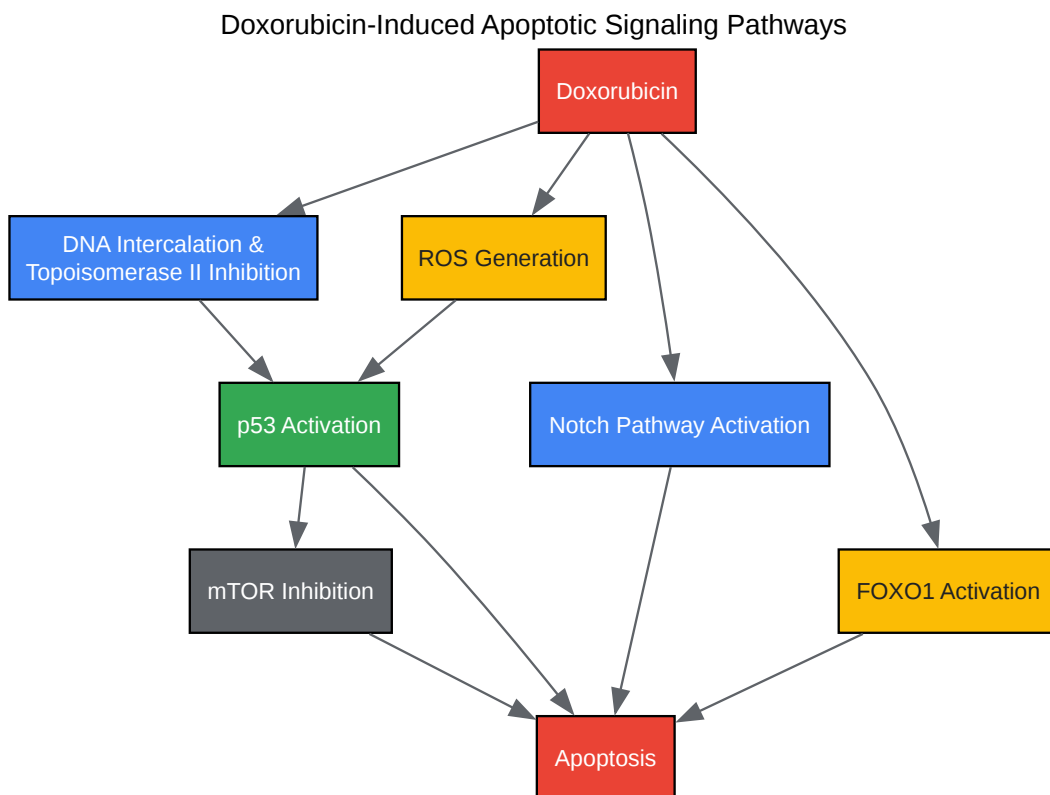 Doxorubicin-Induced Apoptotic Signaling Pathways
Doxorubicin
DNA Intercalation &
Topoisomerase II Inhibition
ROS Generation
p53 Activation
Notch Pathway Activation
mTOR Inhibition
FOXO1 Activation
Apoptosis